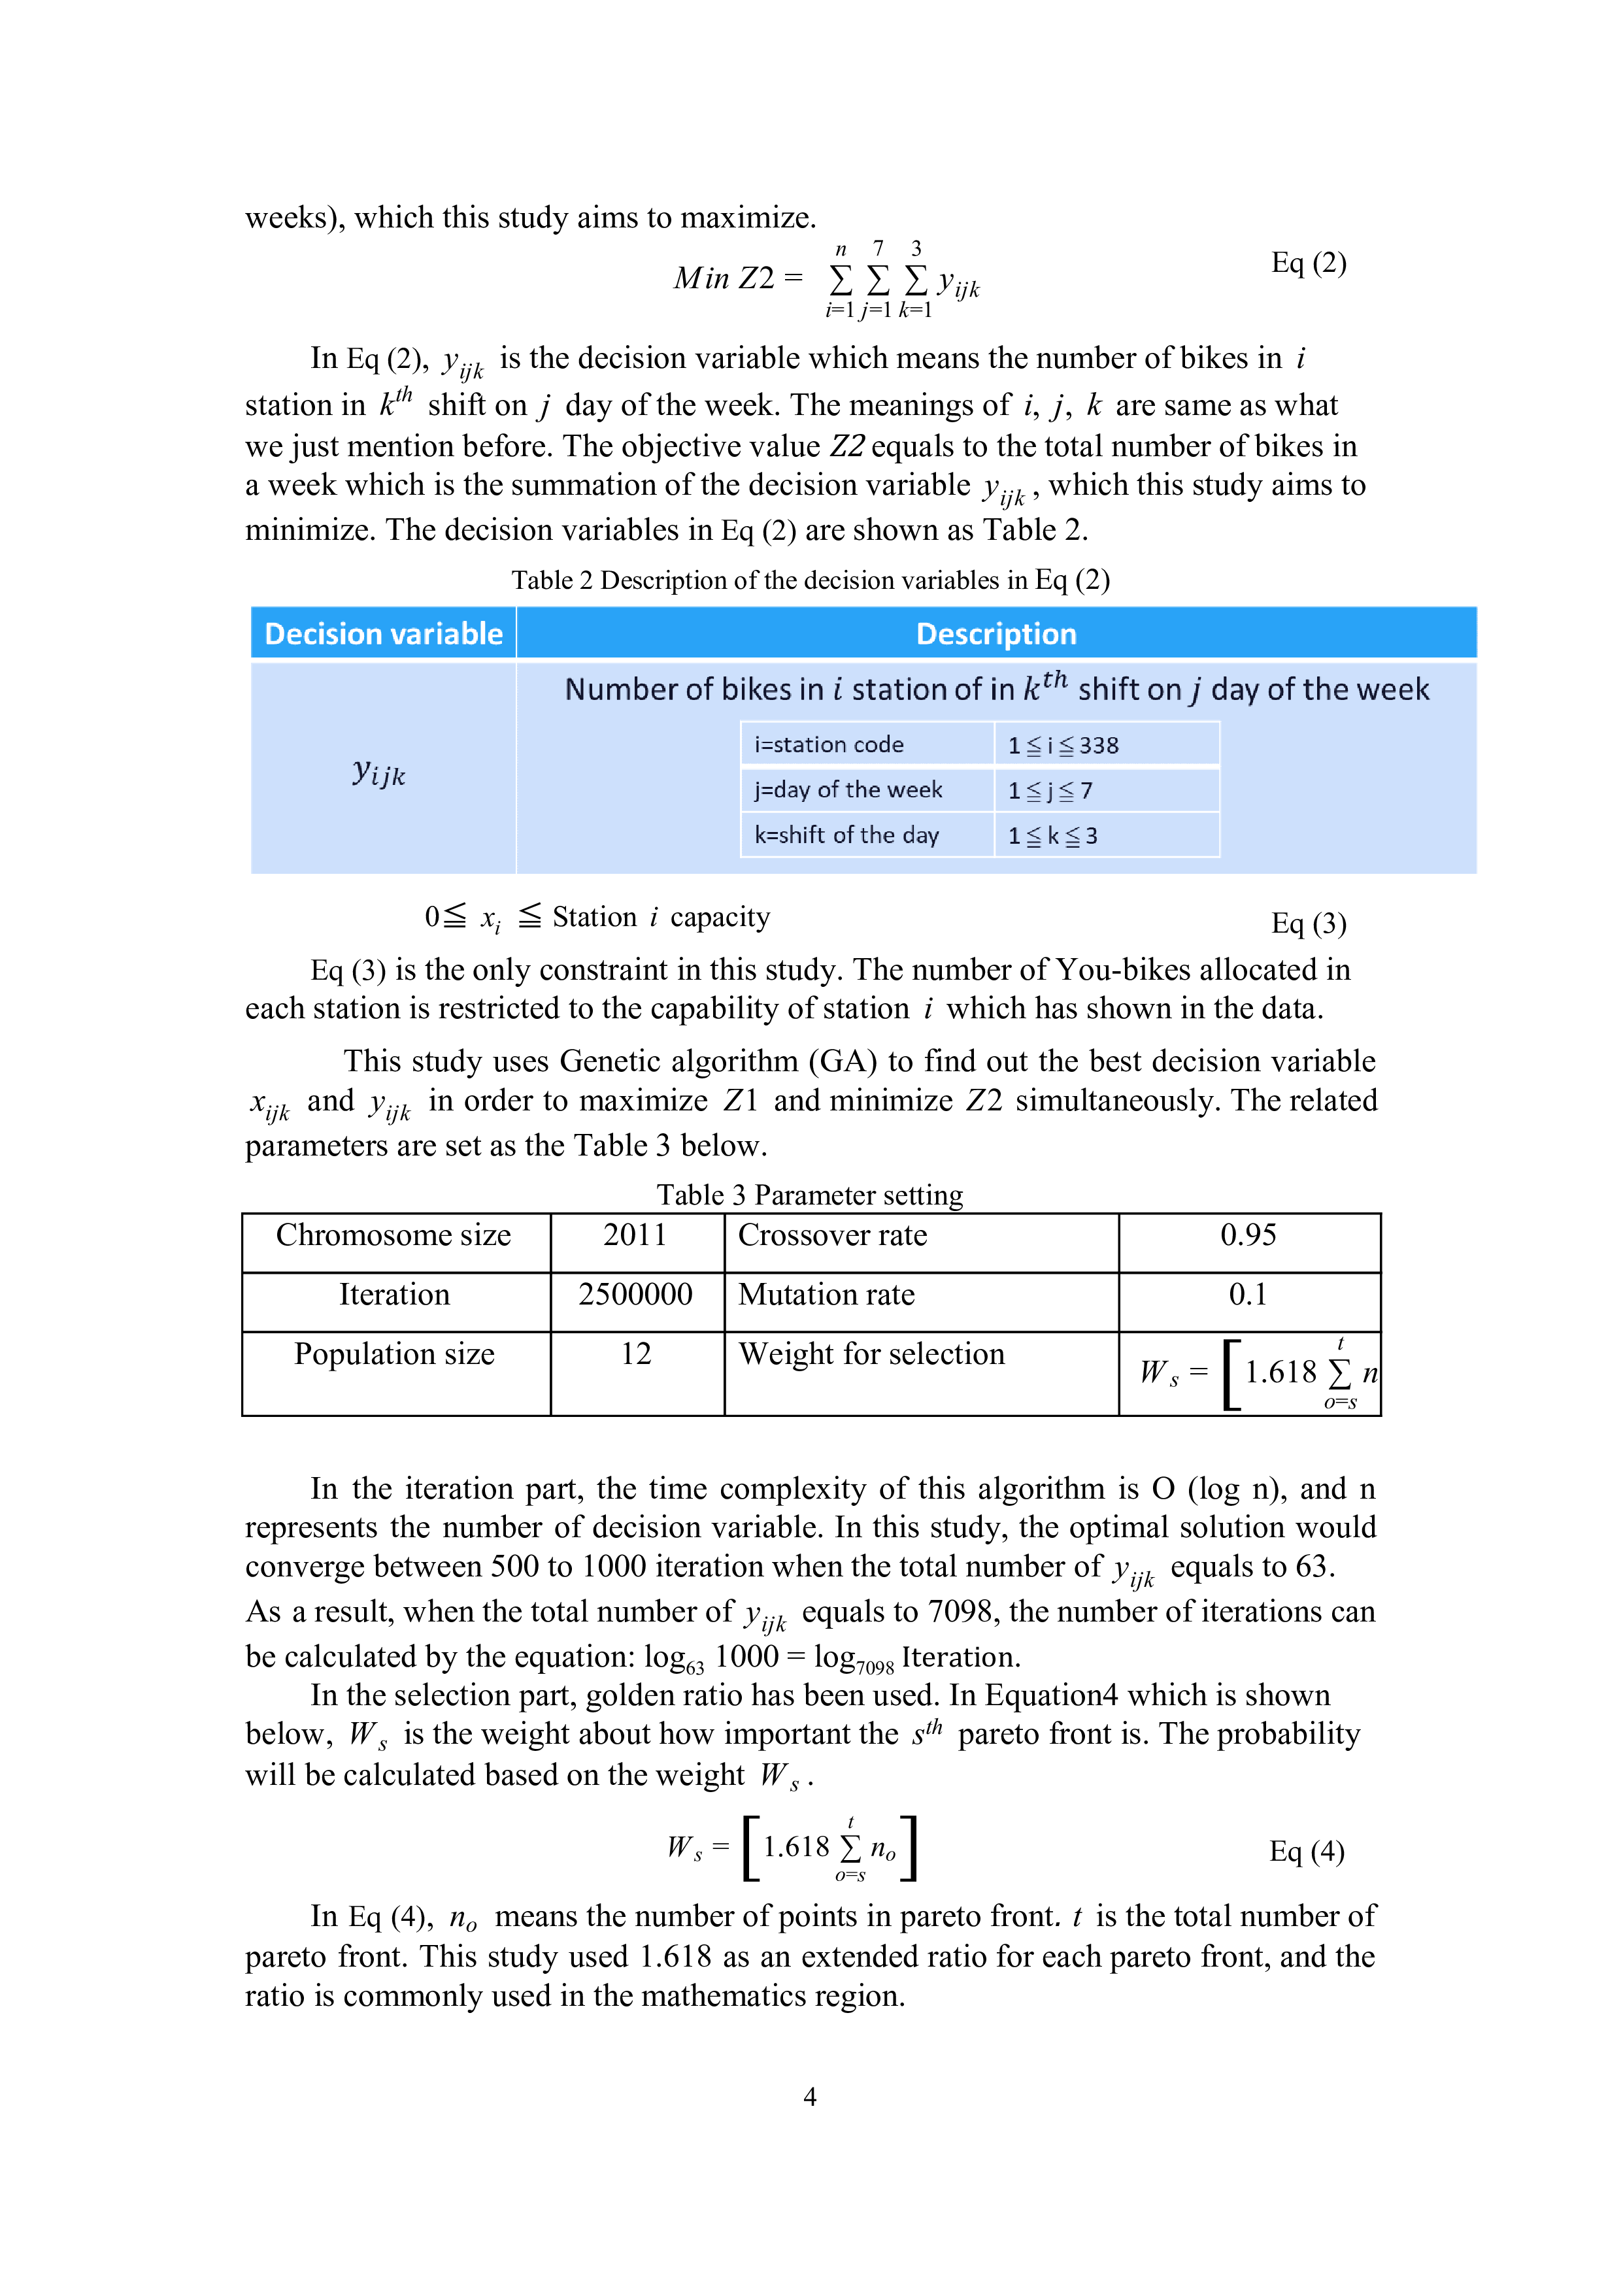 weeks), which this study aims to maximize.
Min Z2 = \sum_{i=1}^{n} \sum_{j=1}^{7} \sum_{k=1}^{3} y_{ijk} Eq (2)
In Eq (2), y_{ijk} is the decision variable which means the number of bikes in i
station in k^{th} shift on j day of the week. The meanings of i, j, k are same as what
we just mention before. The objective value Z2 equals to the total number of bikes in
a week which is the summation of the decision variable y_{ijk}, which this study aims to
minimize. The decision variables in Eq (2) are shown as Table 2.
Table 2 Description of the decision variables in Eq (2)
Decision variable Description
Number of bikes in i station of in k^{th} shift on j day of the week
y_{ijk}
i=station code 1≦i≦338
j=day of the week 1≦j≦7
k=shift of the day 1≦k≦3
0≦ x_i ≦ Station i capacity Eq (3)
Eq (3) is the only constraint in this study. The number of You-bikes allocated in
each station is restricted to the capability of station i which has shown in the data.
This study uses Genetic algorithm (GA) to find out the best decision variable
x_{ijk} and y_{ijk} in order to maximize Z1 and minimize Z2 simultaneously. The related
parameters are set as the Table 3 below.
Table 3 Parameter setting
Chromosome size 2011 Crossover rate 0.95
Iteration 2500000 Mutation rate 0.1
Population size 12 Weight for selection W_s = [1.618 \sum_{o=s}^{t} n
In the iteration part, the time complexity of this algorithm is O (log n), and n
represents the number of decision variable. In this study, the optimal solution would
converge between 500 to 1000 iteration when the total number of y_{ijk} equals to 63.
As a result, when the total number of y_{ijk} equals to 7098, the number of iterations can
be calculated by the equation: log_{63} 1000 = log_{7098} Iteration.
In the selection part, golden ratio has been used. In Equation4 which is shown
below, W_s is the weight about how important the s^{th} pareto front is. The probability
will be calculated based on the weight W_s.
W_s = [1.618 \sum_{o=s}^{t} n_o] Eq (4)
In Eq (4), n_o means the number of points in pareto front. t is the total number of
pareto front. This study used 1.618 as an extended ratio for each pareto front, and the
ratio is commonly used in the mathematics region.
4